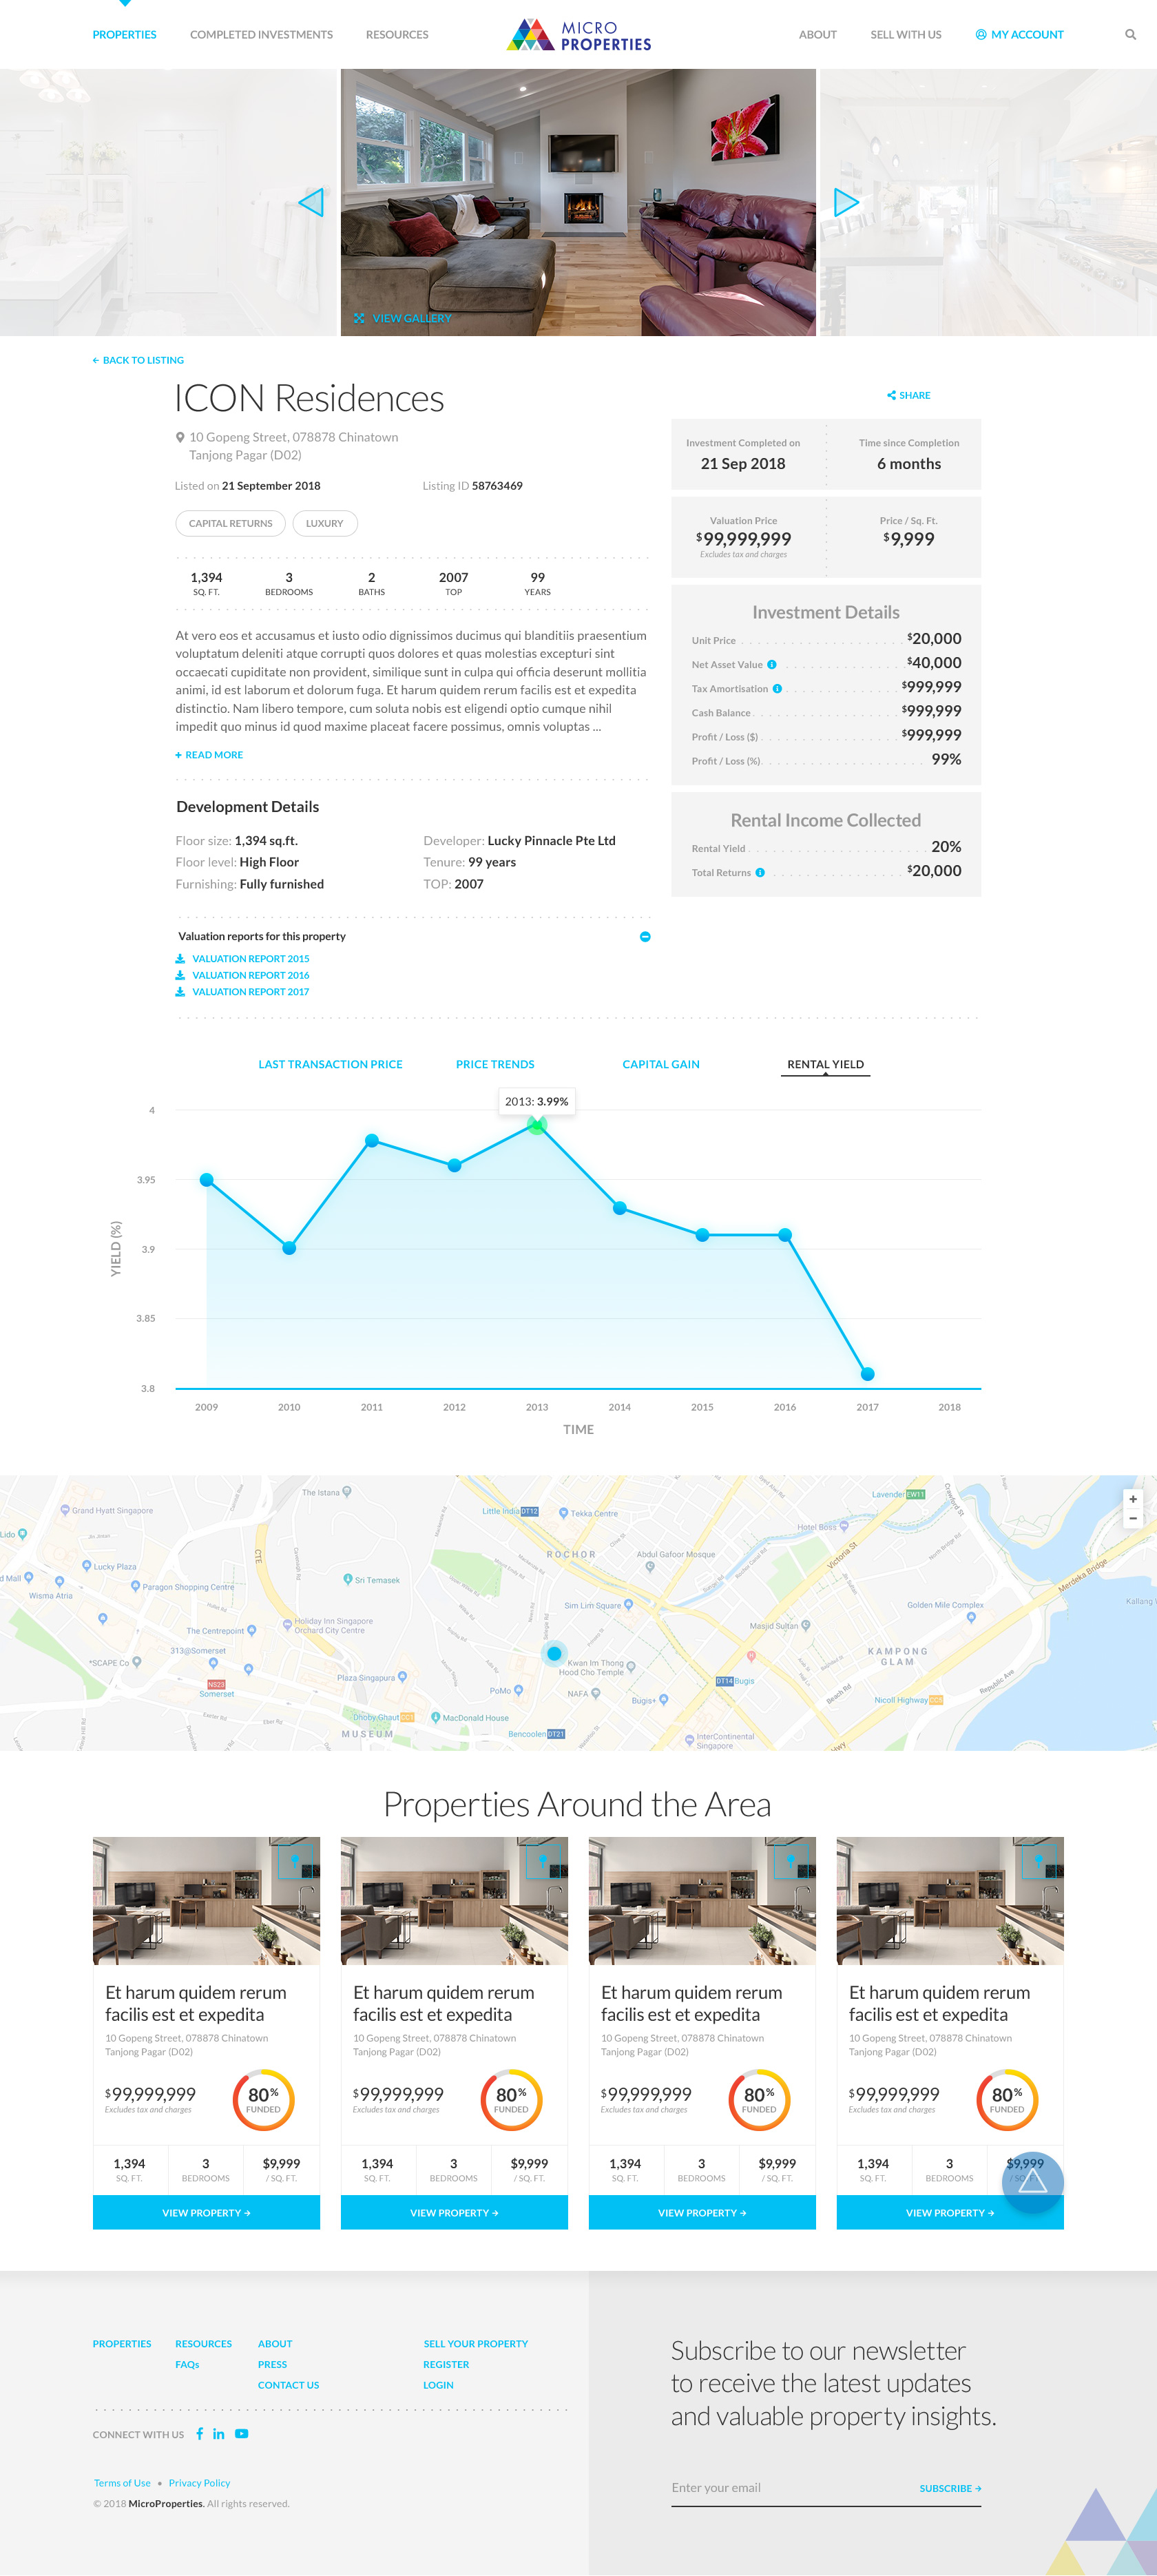 PROPERTIES COMPLETED INVESTMENTS RESOURCES MICRO PROPERTIES ABOUT SELL WITH US MY ACCOUNT
VIEW GALLERY
BACK TO LISTING
ICON Residences
10 Gopeng Street, 078878 Chinatown
Tanjong Pagar (D02)
Listed on 21 September 2018 Listing ID 58763469
CAPITAL RETURNS LUXURY
1,394 3 2 2007 99
SQ. FT. BEDROOMS BATHS TOP YEARS
At vero eos et accusamus et iusto odio dignissimos ducimus qui blanditiis praesentium
voluptatum deleniti atque corrupti quos dolores et quas molestias excepturi sint
occaecati cupiditate non provident, similique sunt in culpa qui officia deserunt mollitia
animi, id est laborum et dolorum fuga. Et harum quidem rerum facilis est et expedita
distinctio. Nam libero tempore, cum soluta nobis est eligendi optio cumque nihil
impedit quo minus id quod maxime placeat facere possimus, omnis voluptas ...
+ READ MORE
Development Details
Floor size: 1,394 sq.ft. Developer: Lucky Pinnacle Pte Ltd
Floor level: High Floor Tenure: 99 years
Furnishing: Fully furnished TOP: 2007
Valuation reports for this property
VALUATION REPORT 2015
VALUATION REPORT 2016
VALUATION REPORT 2017
SHARE
Investment Completed on Time since Completion
21 Sep 2018 6 months
Valuation Price Price / Sq. Ft.
$99,999,999 $9,999
Excludes tax and charges
Investment Details
Unit Price $20,000
Net Asset Value $40,000
Tax Amortisation $999,999
Cash Balance $999,999
Profit / Loss ($) $999,999
Profit / Loss (%) 99%
Rental Income Collected
Rental Yield 20%
Total Returns $20,000
LAST TRANSACTION PRICE PRICE TRENDS CAPITAL GAIN RENTAL YIELD
2013: 3.99%
4
3.95
3.9
3.85
3.8
YIELD (%)
2009 2010 2011 2012 2013 2014 2015 2016 2017 2018
TIME
The Istana
Grand Hyatt Singapore
Little India DT12
Tekka Centre
Lavender EW11
Crawford St
Hotel Boss
Lido
ROCHOR
Abdul Gafoor Mosque
Victoria St
Merdeka Bridge
CTE
Lucky Plaza
d Mall
Wisma Atria
Paragon Shopping Centre
Sri Temasek
Sim Lim Square
Golden Mile Complex
Kallang
Holiday Inn Singapore
Orchard City Centre
The Centrepoint
Masjid Sultan
313@Somerset
*SCAPE Co
KAMPONG
GLAM
Kwan Im Thong
Hood Cho Temple
Plaza Singapura
DT14 Bugis
Republic Ave
Beach Rd
NS23
Somerset
PoMo
NAFA
Bugis+
Nicoll Highway CC5
Dhoby Ghaut CC1
MacDonald House
MUSEUM
Bencoolen DT21
InterContinental
Singapore
+
−
Properties Around the Area
Et harum quidem rerum
facilis est et expedita
10 Gopeng Street, 078878 Chinatown
Tanjong Pagar (D02)
$99,999,999
Excludes tax and charges
80%
FUNDED
1,394 3 $9,999
SQ. FT. BEDROOMS / SQ. FT.
VIEW PROPERTY
Et harum quidem rerum
facilis est et expedita
10 Gopeng Street, 078878 Chinatown
Tanjong Pagar (D02)
$99,999,999
Excludes tax and charges
80%
FUNDED
1,394 3 $9,999
SQ. FT. BEDROOMS / SQ. FT.
VIEW PROPERTY
Et harum quidem rerum
facilis est et expedita
10 Gopeng Street, 078878 Chinatown
Tanjong Pagar (D02)
$99,999,999
Excludes tax and charges
80%
FUNDED
1,394 3 $9,999
SQ. FT. BEDROOMS / SQ. FT.
VIEW PROPERTY
Et harum quidem rerum
facilis est et expedita
10 Gopeng Street, 078878 Chinatown
Tanjong Pagar (D02)
$99,999,999
Excludes tax and charges
80%
FUNDED
1,394 3 $9,999
SQ. FT. BEDROOMS / SQ. FT.
VIEW PROPERTY
PROPERTIES RESOURCES ABOUT SELL YOUR PROPERTY
FAQs PRESS REGISTER
CONTACT US LOGIN
CONNECT WITH US
Terms of Use • Privacy Policy
© 2018 MicroProperties. All rights reserved.
Subscribe to our newsletter
to receive the latest updates
and valuable property insights.
Enter your email SUBSCRIBE